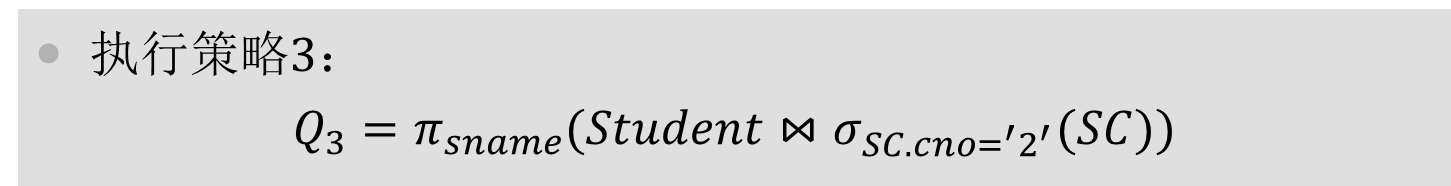 • 执行策略3:
Q₃ = π_sname(Student ⋈ σ_SC.cno='2'(SC))